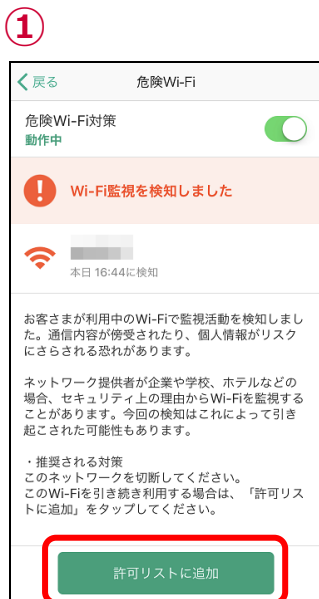 ①
戻る 危険Wi-Fi
危険Wi-Fi対策
動作中
Wi-Fi監視を検知しました
本日 16:44に検知
お客さまが利用中のWi-Fiで監視活動を検知しまし
た。通信内容が傍受されたり、個人情報がリスク
にさらされる恐れがあります。
ネットワーク提供者が企業や学校、ホテルなどの
場合、セキュリティ上の理由からWi-Fiを監視する
ことがあります。今回の検知はこれによって引き
起こされた可能性もあります。
・推奨される対策
このネットワークを切断してください。
このWi-Fiを引き続き利用する場合は、「許可リス
トに追加」をタップしてください。
許可リストに追加